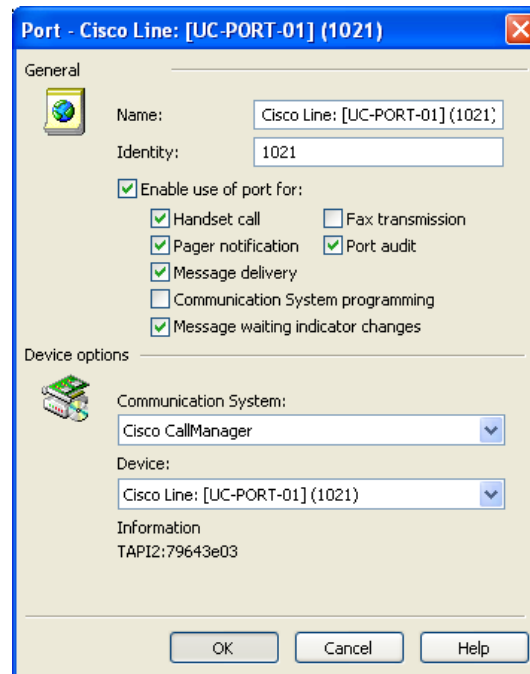 Port - Cisco Line: [UC-PORT-01] (1021)
General
Name: Cisco Line: [UC-PORT-01] (1021)
Identity: 1021
Enable use of port for:
Handset call Fax transmission
Pager notification Port audit
Message delivery
Communication System programming
Message waiting indicator changes
Device options
Communication System:
Cisco CallManager
Device:
Cisco Line: [UC-PORT-01] (1021)
Information
TAPI2:79643e03
OK Cancel Help